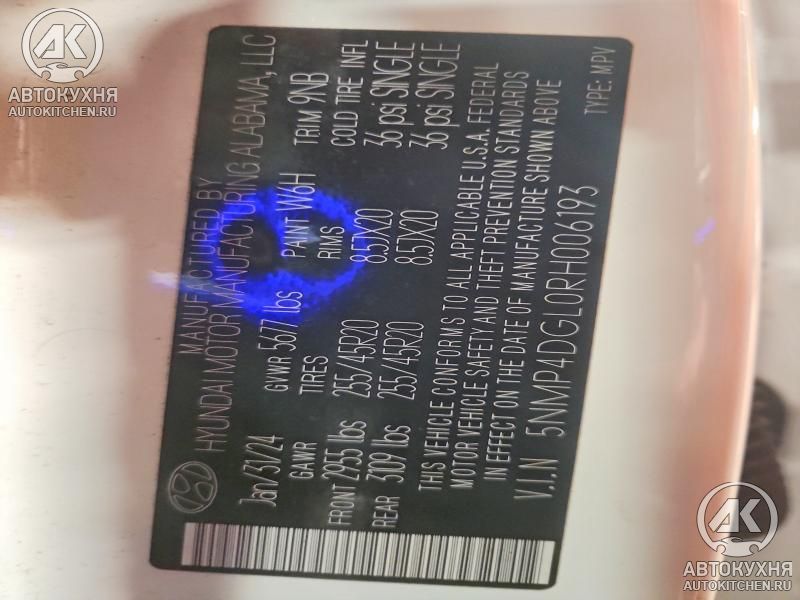 MANUFACTURED BY
HYUNDAI MOTOR MANUFACTURING ALABAMA, LLC
Jan/31/24 GVWR 5677 lbs PAINT W6H TRIM 9NB
GAWR TIRES RIMS COLD TIRE INFL
FRONT 2955 lbs 255/45R20 8.5JX20 36 psi SINGLE
REAR 3109 lbs 255/45R20 8.5JX20 36 psi SINGLE
THIS VEHICLE CONFORMS TO ALL APPLICABLE U.S.A. FEDERAL
MOTOR VEHICLE SAFETY AND THEFT PREVENTION STANDARDS
IN EFFECT ON THE DATE OF MANUFACTURE SHOWN ABOVE
V.I.N 5NMP4DGL0RH006193 TYPE: MPV
АК
АВТОКУХНЯ
AUTOKITCHEN.RU
АК
АВТОКУХНЯ
AUTOKITCHEN.RU